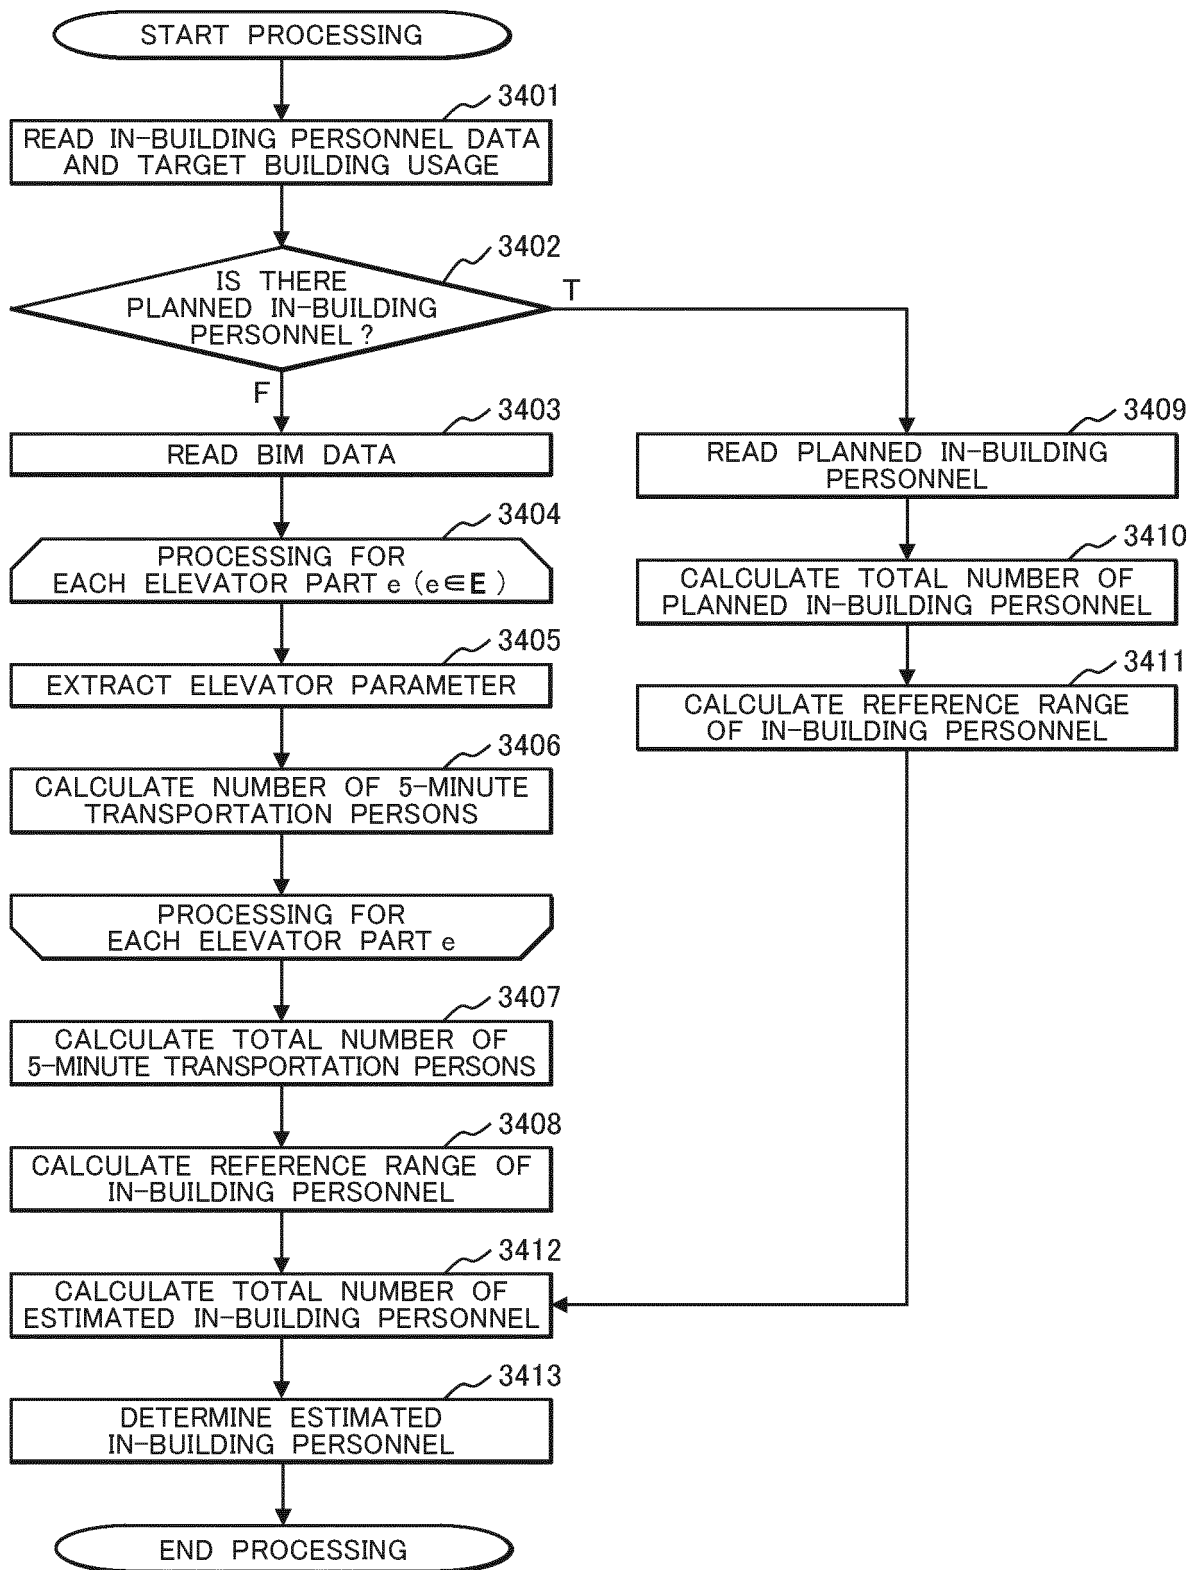 START PROCESSING
3401
READ IN-BUILDING PERSONNEL DATA
AND TARGET BUILDING USAGE
3402
IS THERE
PLANNED IN-BUILDING
PERSONNEL?
T
F
3403
READ BIM DATA
3404
PROCESSING FOR
EACH ELEVATOR PART e (e∈E)
3405
EXTRACT ELEVATOR PARAMETER
3406
CALCULATE NUMBER OF 5-MINUTE
TRANSPORTATION PERSONS
PROCESSING FOR
EACH ELEVATOR PART e
3407
CALCULATE TOTAL NUMBER OF
5-MINUTE TRANSPORTATION PERSONS
3408
CALCULATE REFERENCE RANGE OF
IN-BUILDING PERSONNEL
3409
READ PLANNED IN-BUILDING
PERSONNEL
3410
CALCULATE TOTAL NUMBER OF
PLANNED IN-BUILDING PERSONNEL
3411
CALCULATE REFERENCE RANGE
OF IN-BUILDING PERSONNEL
3412
CALCULATE TOTAL NUMBER OF
ESTIMATED IN-BUILDING PERSONNEL
3413
DETERMINE ESTIMATED
IN-BUILDING PERSONNEL
END PROCESSING